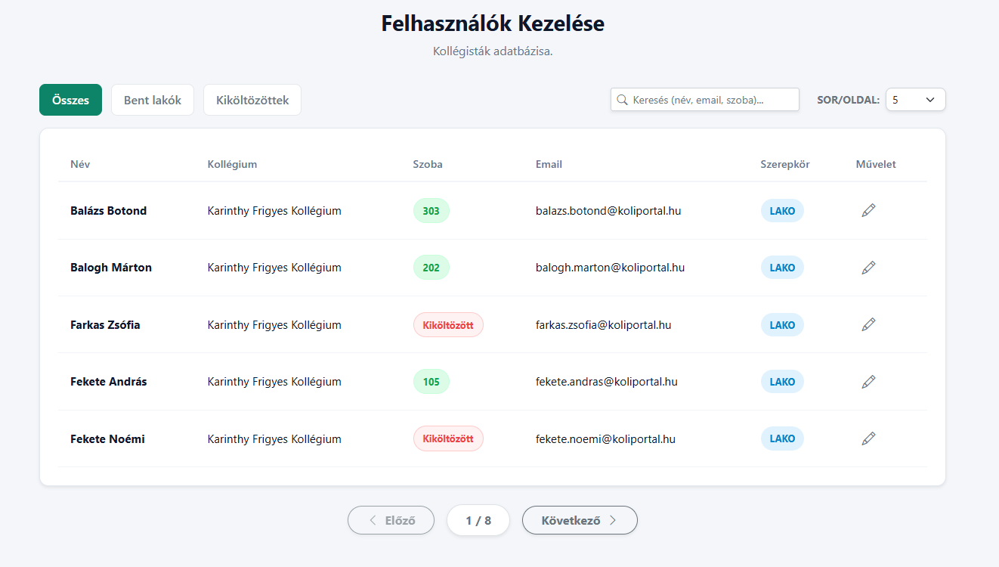 Felhasználók Kezelése
Kollégisták adatbázisa.
Összes Bent lakók Kiköltözöttek Keresés (név, email, szoba)... SOR/OLDAL: 5
Név Kollégium Szoba Email Szerepkör Művelet
Balázs Botond Karinthy Frigyes Kollégium 303 balazs.botond@koliportal.hu LAKO
Balogh Márton Karinthy Frigyes Kollégium 202 balogh.marton@koliportal.hu LAKO
Farkas Zsófia Karinthy Frigyes Kollégium Kiköltözött farkas.zsofia@koliportal.hu LAKO
Fekete András Karinthy Frigyes Kollégium 105 fekete.andras@koliportal.hu LAKO
Fekete Noémi Karinthy Frigyes Kollégium Kiköltözött fekete.noemi@koliportal.hu LAKO
Előző 1 / 8 Következő